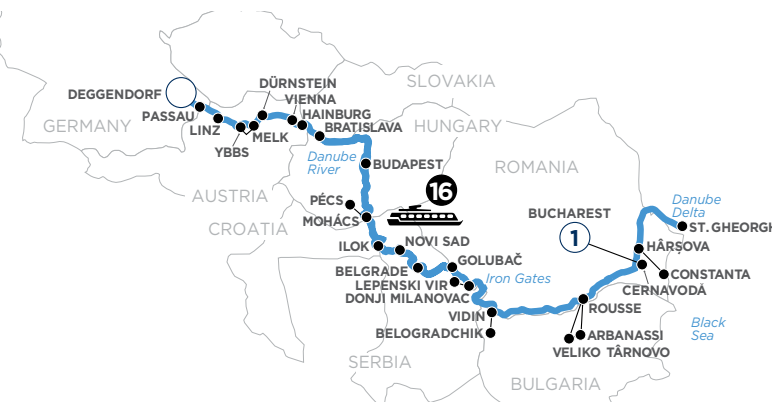 SLOVAKIA
DÜRNSTEIN
DEGGENDORF
VIENNA
PASSAU
HAINBURG
GERMANY
LINZ
BRATISLAVA
HUNGARY
MELK
YBBS
Danube
River
BUDAPEST
ROMANIA
AUSTRIA
16
PÉCS
Danube
Delta
CROATIA
MOHÁCS
BUCHAREST
ST. GHEORGH
1
ILOK
NOVI SAD
HÂRȘOVA
GOLUBAČ
BELGRADE
CONSTANTA
LEPENSKI VIR
Iron Gates
CERNAVODĂ
DONJI MILANOVAC
ROUSSE
VIDIN
Black
Sea
BELOGRADCHIK
ARBANASSI
VELIKO TÂRNOVO
SERBIA
BULGARIA